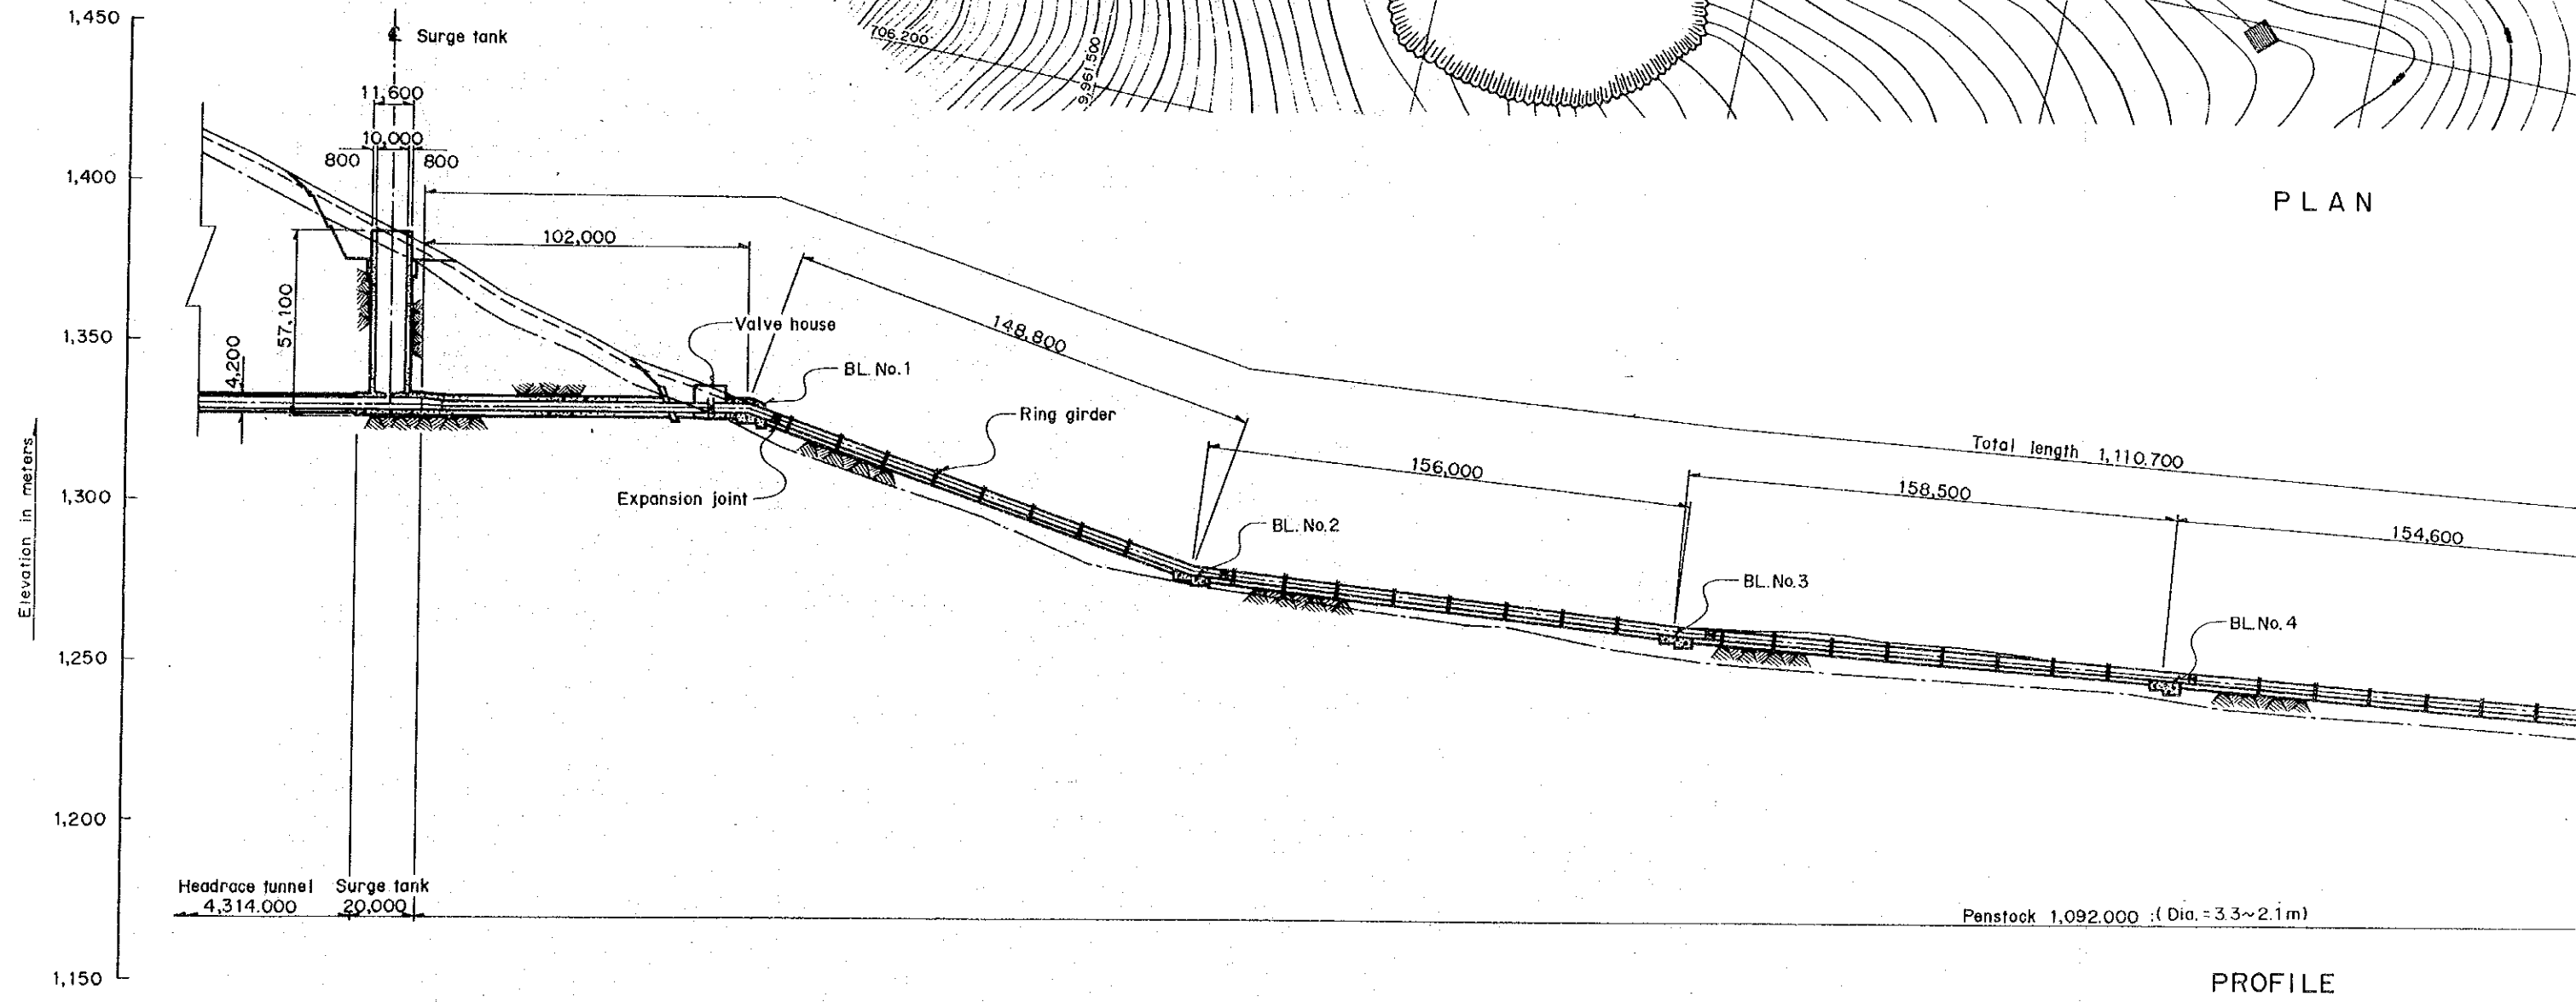 1,450
℄ Surge tank
706.200
9,961.500
11,600
10,000
800
800
1,400
PLAN
102,000
57,100
1,350
Valve house
148,800
4,200
BL. No.1
Ring girder
Elevation in meters
Total length 1,110.700
156,000
158,500
1,300
Expansion joint
BL. No.2
154,600
BL. No.3
BL. No. 4
1,250
1,200
Headrace tunnel
Surge tank
4,314.000
20,000
Penstock 1,092.000 :( Dia. = 3.3~2.1m)
1,150
PROFILE